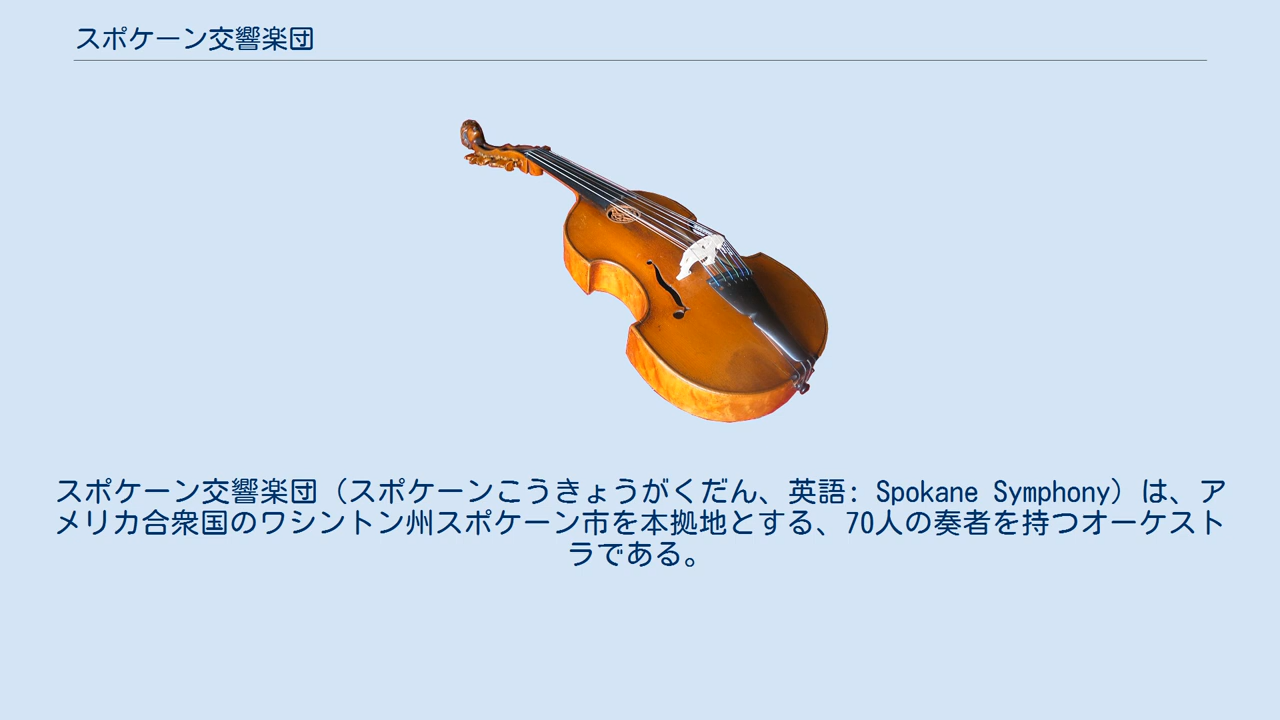 スポケーン交響楽団
スポケーン交響楽団（スポケーンこうきょうがくだん、英語: Spokane Symphony）は、ア
メリカ合衆国のワシントン州スポケーン市を本拠地とする、70人の奏者を持つオーケスト
ラである。